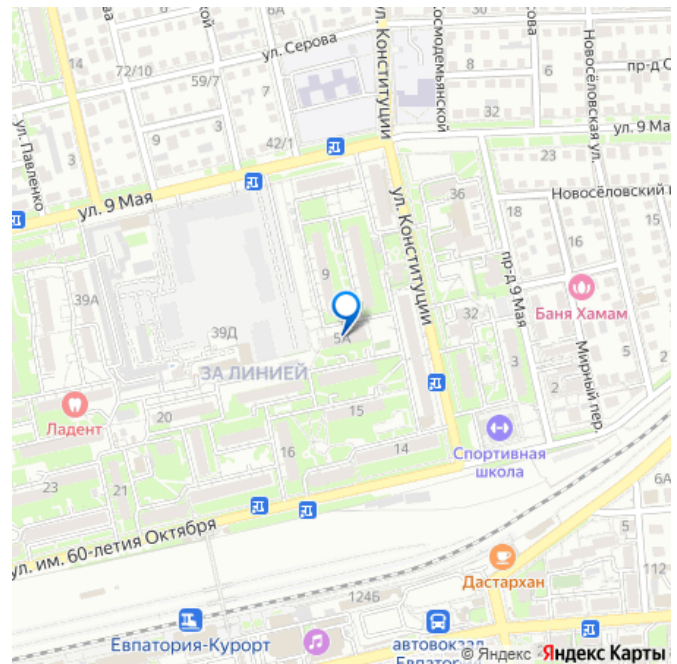 6А
ул. Серова
ул. Конституции
Космодемьянской
14
72/10
59/7
7
8
6
Новосёловская ул.
пр-д С
32
ул. Павленко
3
9
3
42/1
ул. 9 Ма
23
ул. 9 Мая
36
Новосёловский
18
9
ул. Конституции
16
15
39А
пр-д 9 Мая
Баня Хамам
39Д
5А
32
ЗА ЛИНИЕЙ
3
5
2
Мирный пер.
Ладент
20
15
16
14
Спортивная
школа
23
21
6А
ул. им. 60-летия Октября
5
Дастархан
112
124Б
Евпатория-Курорт
автовокзал
© Яндекс Яндекс Карты